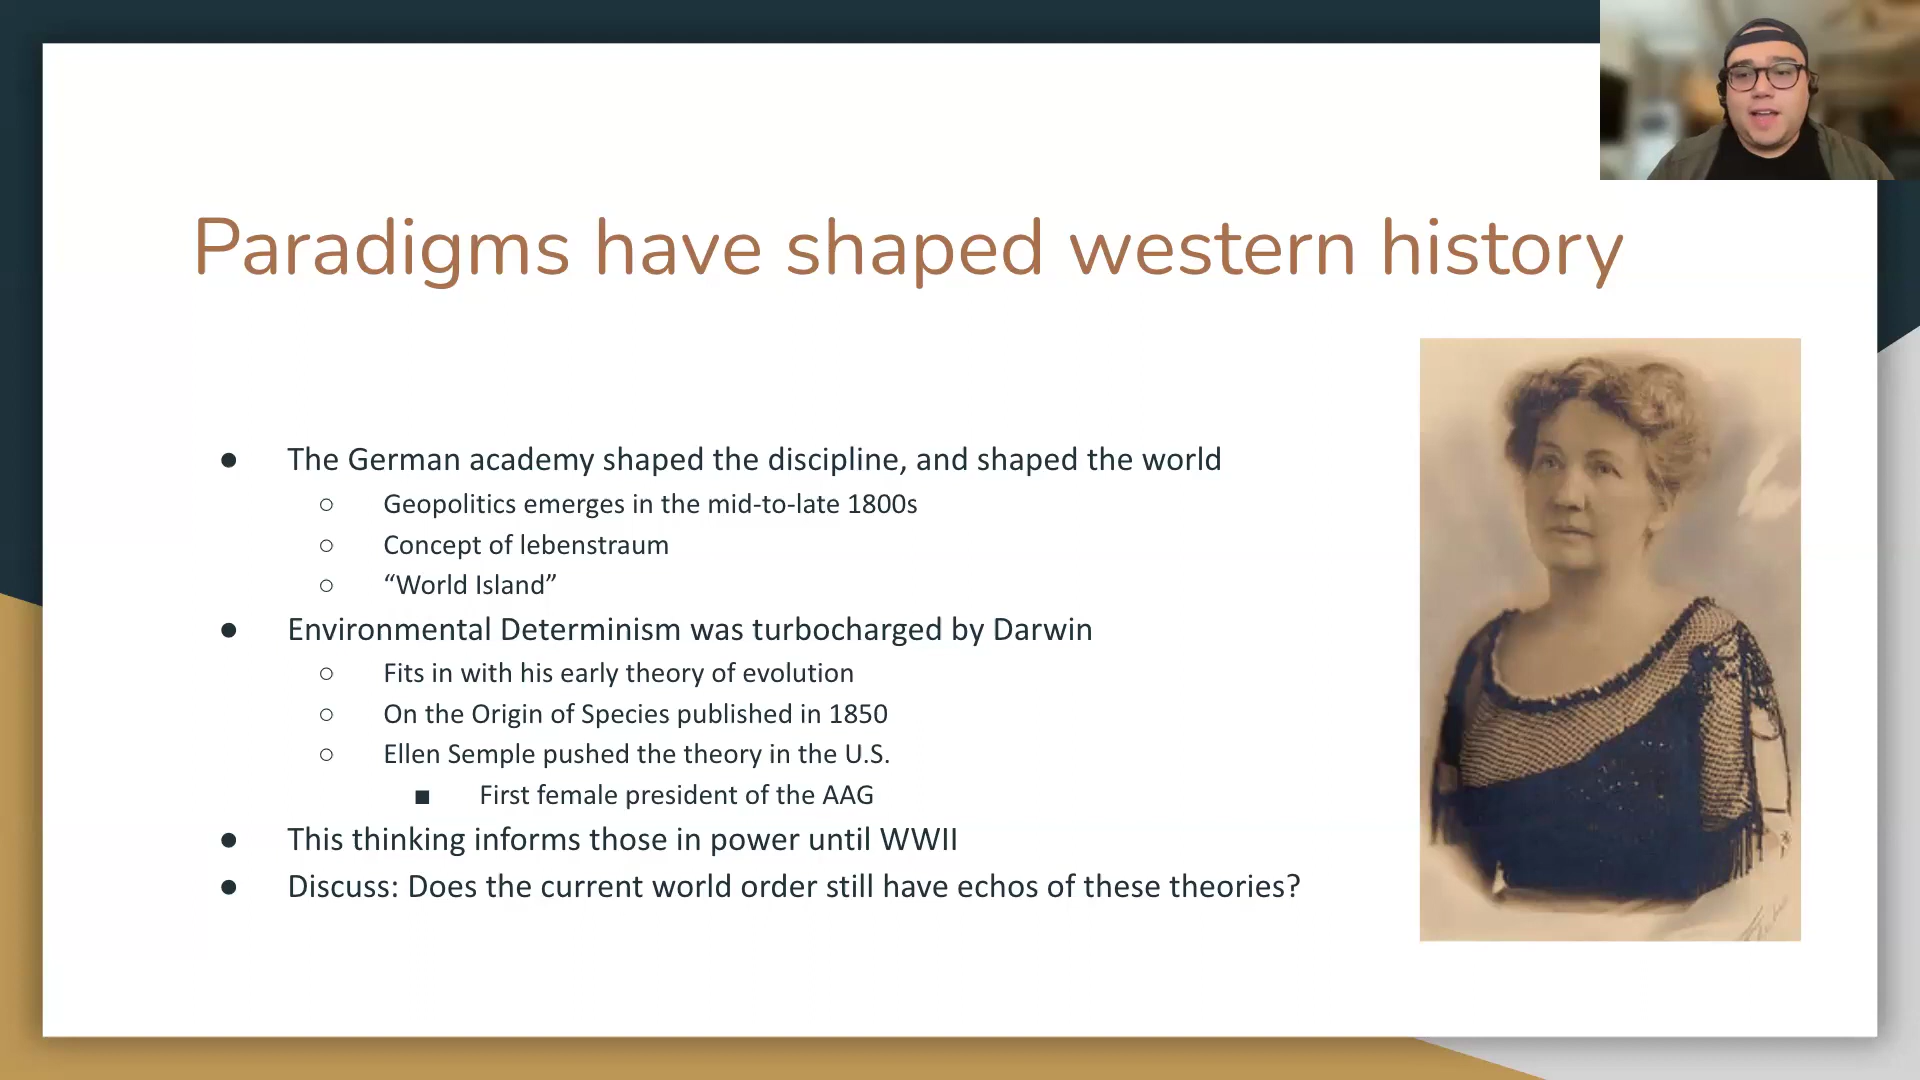 Paradigms have shaped western history
● The German academy shaped the discipline, and shaped the world
○ Geopolitics emerges in the mid-to-late 1800s
○ Concept of lebenstraum
○ “World Island”
● Environmental Determinism was turbocharged by Darwin
○ Fits in with his early theory of evolution
○ On the Origin of Species published in 1850
○ Ellen Semple pushed the theory in the U.S.
■ First female president of the AAG
● This thinking informs those in power until WWII
● Discuss: Does the current world order still have echos of these theories?